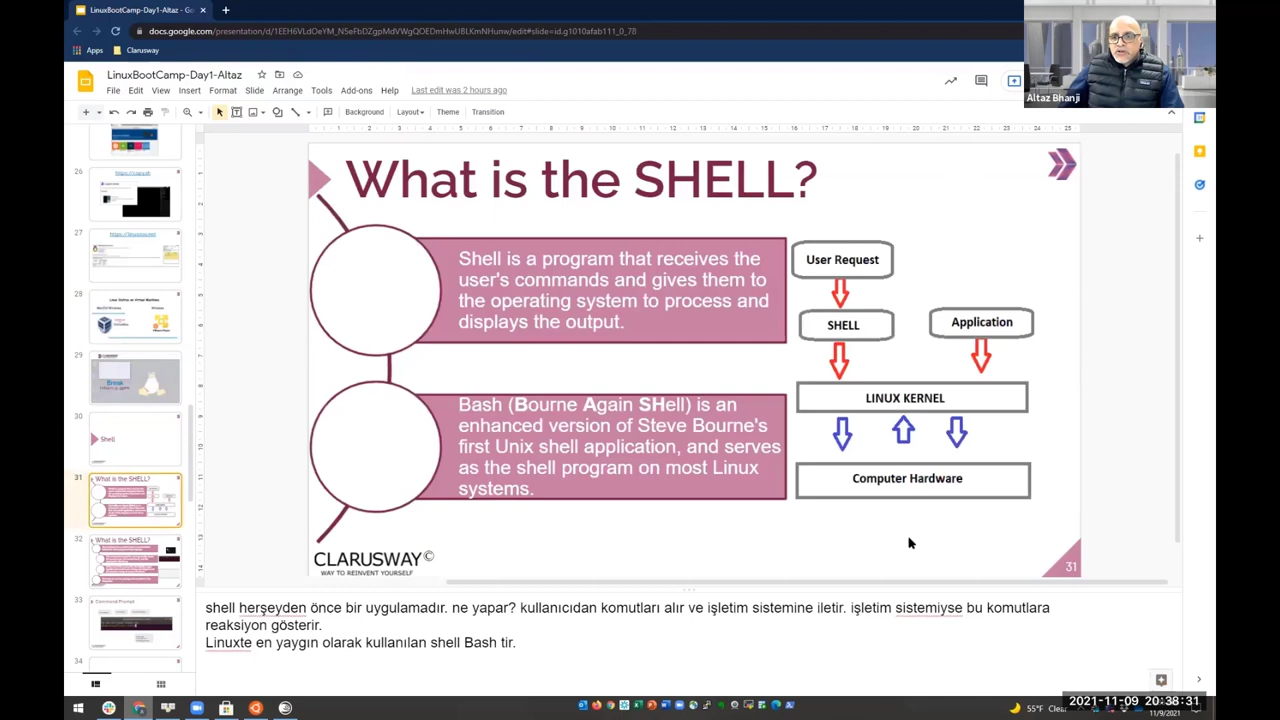 LinuxBootCamp-Day1-Altaz - Go
docs.google.com/presentation/d/
Apps Clarusway
LinuxBootCamp-Day1-Altaz
File Edit View Insert Format Slide Arrange Tools Add-ons Help Last edit was 2 hours ago
Background Layout Theme Transition
Altaz Bhanji
26
27
28
29
30
Shell
31
What is the SHELL?
32
What is the SHELL?
33
Command Prompt
34
What is the SHELL?
Shell is a program that receives the
user's commands and gives them to
the operating system to process and
displays the output.
Bash (Bourne Again SHell) is an
enhanced version of Steve Bourne's
first Unix shell application, and serves
as the shell program on most Linux
systems.
User Request
SHELL
Application
LINUX KERNEL
Computer Hardware
CLARUSWAY©
WAY TO REINVENT YOURSELF
31
shell herşeyden önce bir uygulamadır. ne yapar? kulanıcıdan komutları alır ve işletim sistemine iletir. işletim sistemiyse bu komutlara
reaksiyon gösterir.
Linuxte en yaygın olarak kullanılan shell Bash tir.
55°F Clear
2021-11-09 20:38:31
11/9/2021